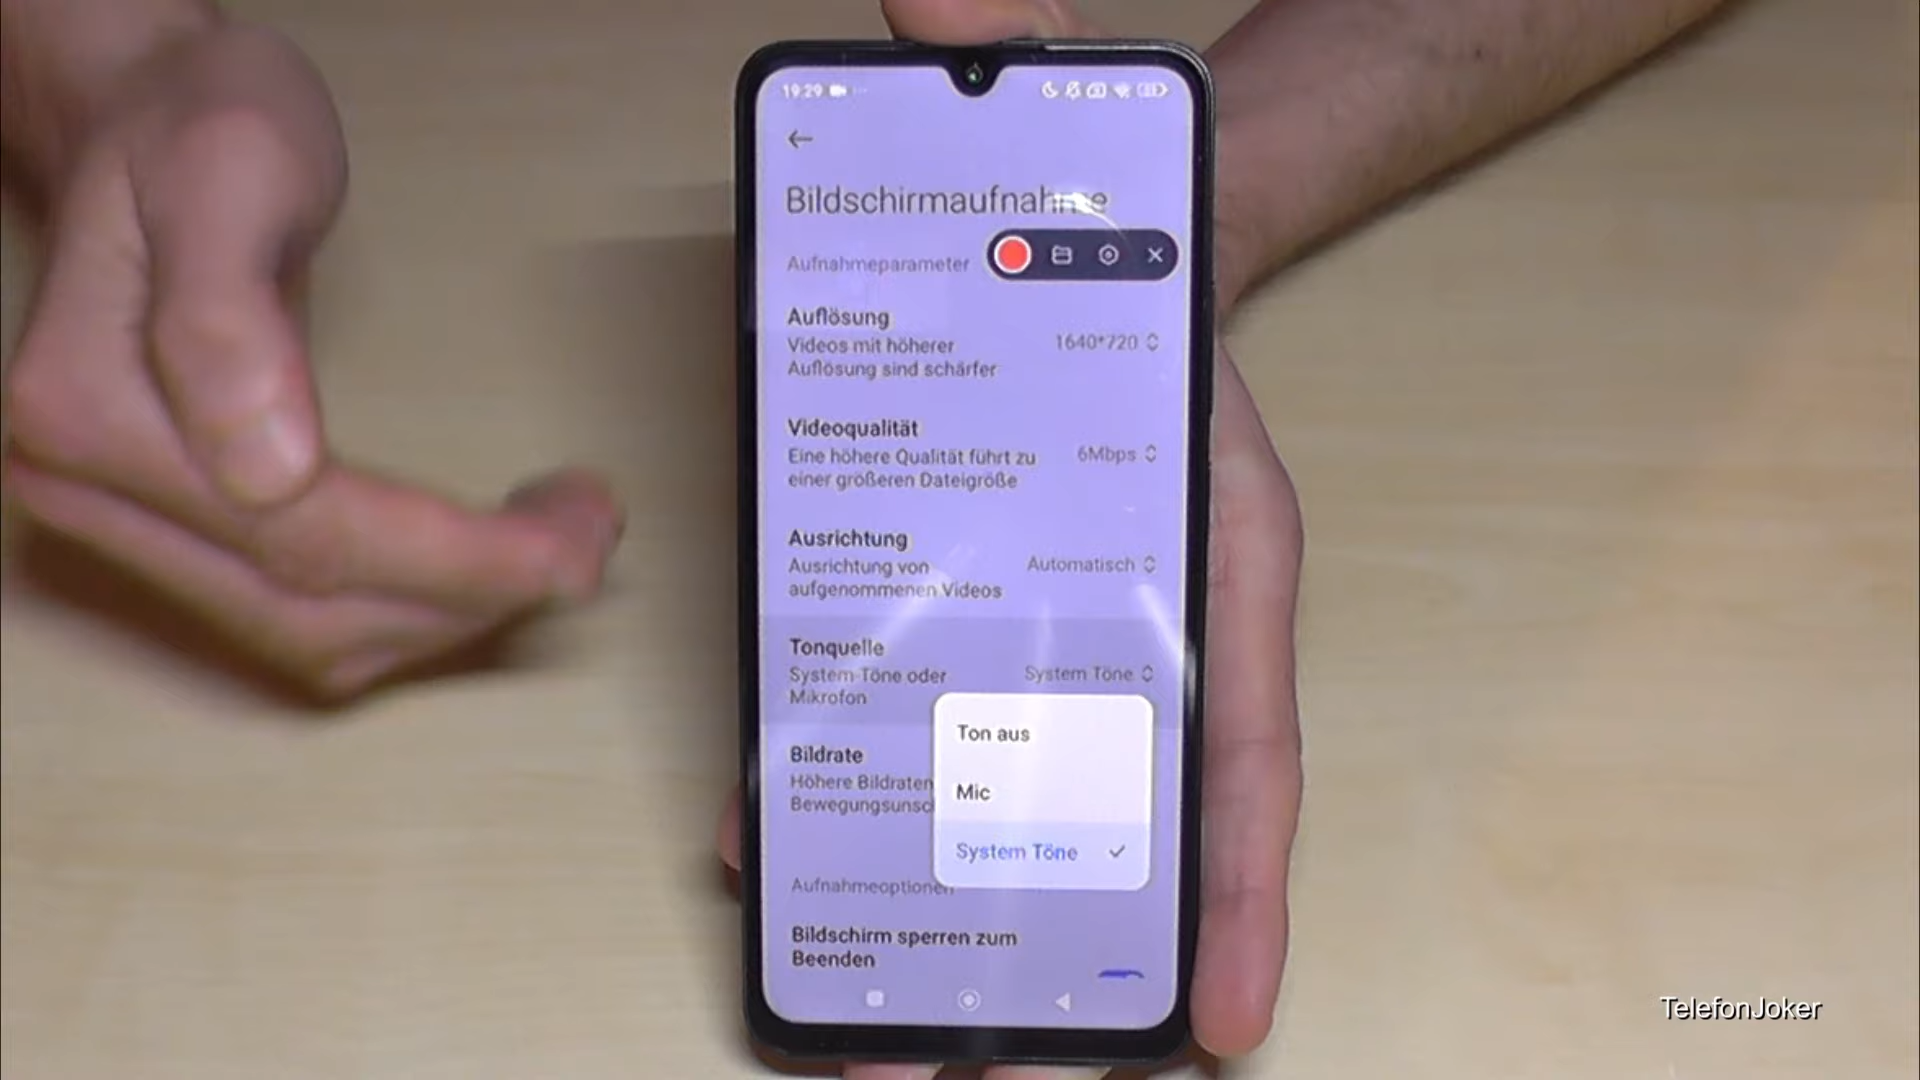 19:29
Bildschirmaufnahme
Aufnahmeparameter
Auflösung
Videos mit höherer
Auflösung sind schärfer
1640*720
Videoqualität
Eine höhere Qualität führt zu
einer größeren Dateigröße
6Mbps
Ausrichtung
Ausrichtung von
aufgenommenen Videos
Automatisch
Tonquelle
System-Töne oder
Mikrofon
System Töne
Ton aus
Mic
System Töne
Bildrate
Höhere Bildraten
Bewegungsunsc
Aufnahmeoptionen
Bildschirm sperren zum
Beenden
TelefonJoker